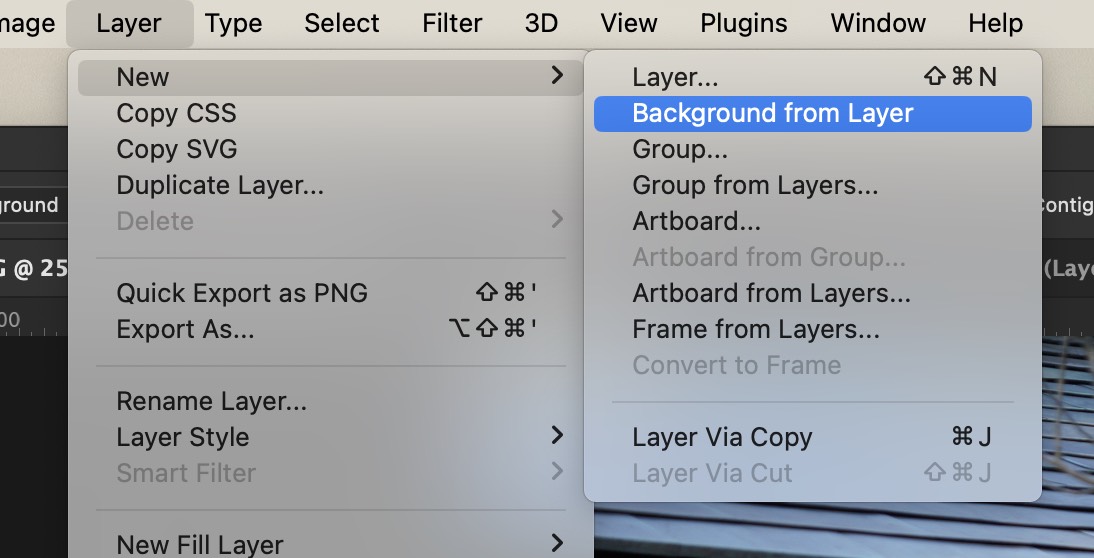 mage Layer Type Select Filter 3D View Plugins Window Help
New >
Copy CSS
Copy SVG
Duplicate Layer...
Delete >
Quick Export as PNG ⇧⌘'
Export As... ⌥⇧⌘'
Rename Layer...
Layer Style >
Smart Filter >
New Fill Layer >
Layer... ⇧⌘N
Background from Layer
Group...
Group from Layers...
Artboard...
Artboard from Group...
Artboard from Layers...
Frame from Layers...
Convert to Frame
Layer Via Copy ⌘J
Layer Via Cut ⇧⌘J
ground
G @ 25
00
Contig
(Laye